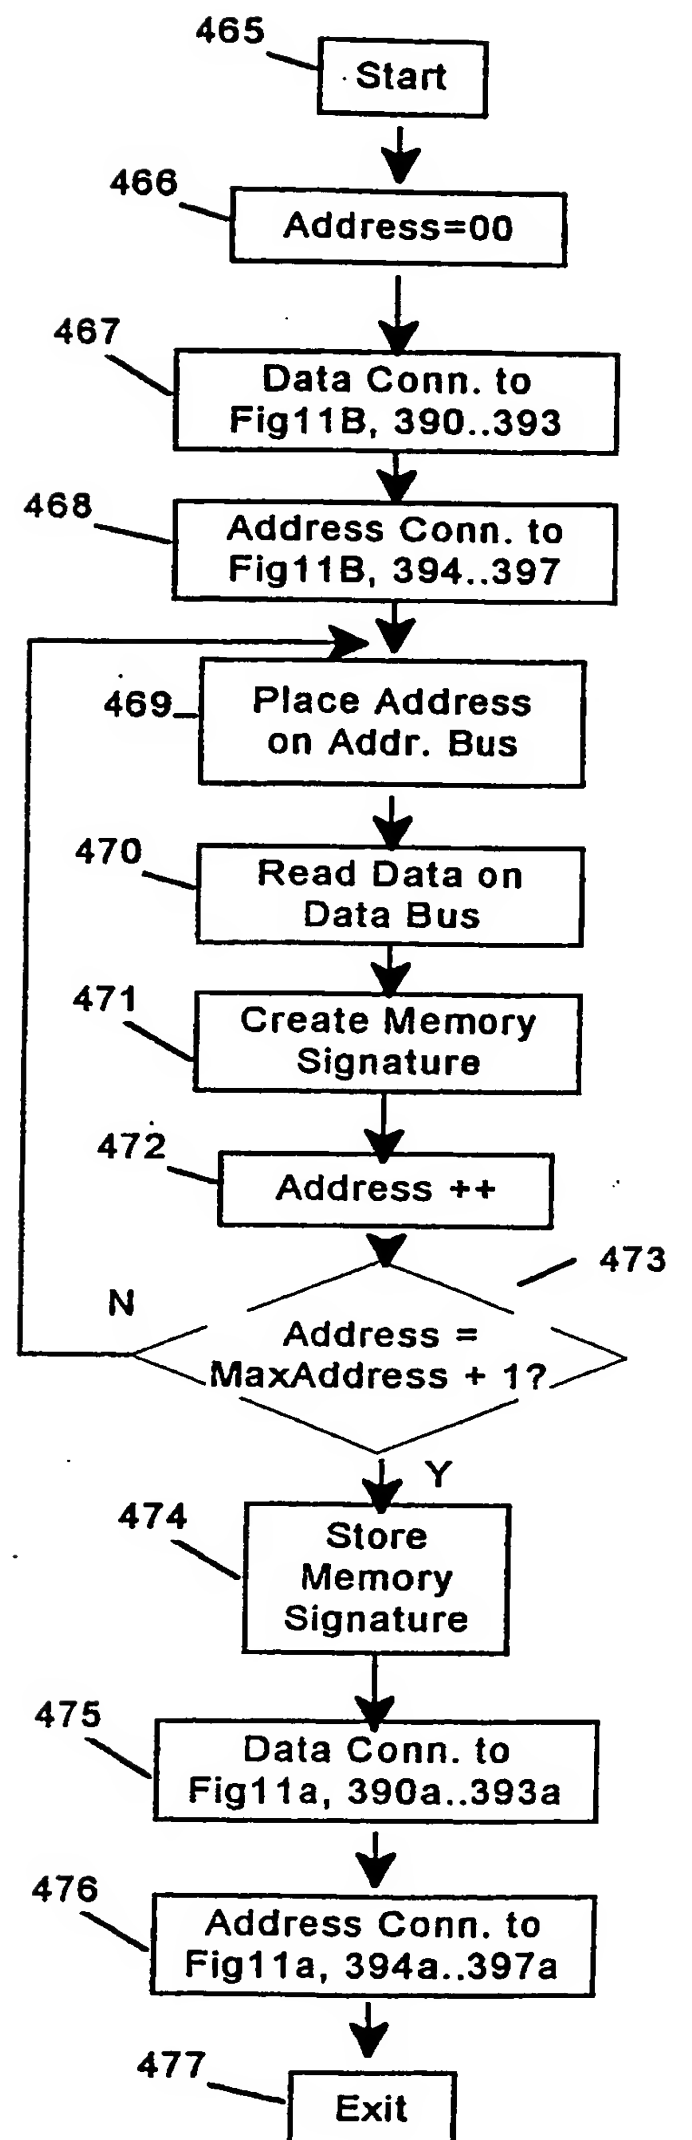 465
Start
466
Address=00
467
Data Conn. to
Fig11B, 390..393
468
Address Conn. to
Fig11B, 394..397
469
Place Address
on Addr. Bus
470
Read Data on
Data Bus
471
Create Memory
Signature
472
Address ++
473
N
Address =
MaxAddress + 1?
Y
474
Store
Memory
Signature
475
Data Conn. to
Fig11a, 390a..393a
476
Address Conn. to
Fig11a, 394a..397a
477
Exit